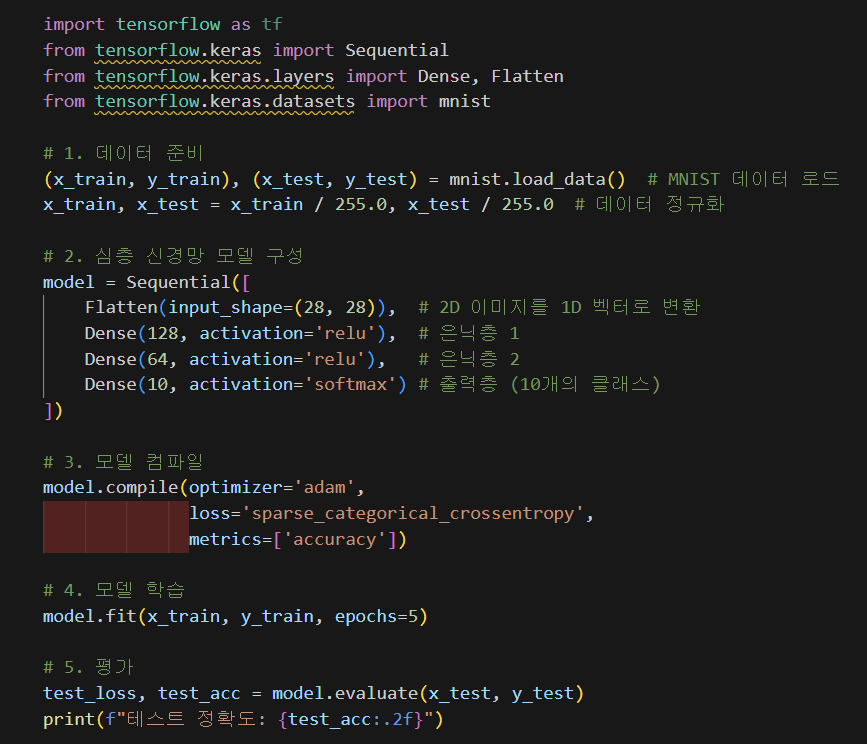 import tensorflow as tf
from tensorflow.keras import Sequential
from tensorflow.keras.layers import Dense, Flatten
from tensorflow.keras.datasets import mnist
# 1. 데이터 준비
(x_train, y_train), (x_test, y_test) = mnist.load_data()  # MNIST 데이터 로드
x_train, x_test = x_train / 255.0, x_test / 255.0  # 데이터 정규화
# 2. 심층 신경망 모델 구성
model = Sequential([
    Flatten(input_shape=(28, 28)),  # 2D 이미지를 1D 벡터로 변환
    Dense(128, activation='relu'),  # 은닉층 1
    Dense(64, activation='relu'),   # 은닉층 2
    Dense(10, activation='softmax') # 출력층 (10개의 클래스)
])
# 3. 모델 컴파일
model.compile(optimizer='adam',
              loss='sparse_categorical_crossentropy',
              metrics=['accuracy'])
# 4. 모델 학습
model.fit(x_train, y_train, epochs=5)
# 5. 평가
test_loss, test_acc = model.evaluate(x_test, y_test)
print(f"테스트 정확도: {test_acc:.2f}")